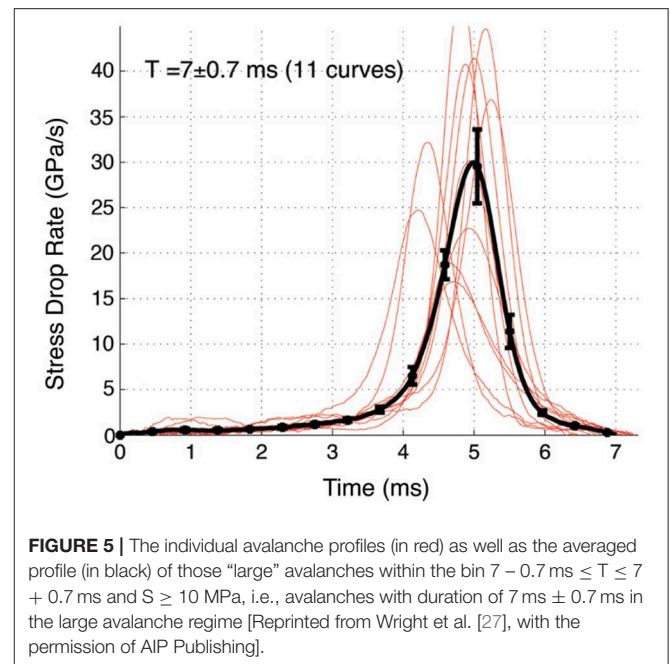 T =7±0.7 ms (11 curves)
Stress Drop Rate (GPa/s)
40
35
30
25
20
15
10
5
0
0
1
2
3
4
5
6
7
Time (ms)
FIGURE 5 | The individual avalanche profiles (in red) as well as the averaged
profile (in black) of those “large” avalanches within the bin 7 – 0.7 ms ≤ T ≤ 7
+ 0.7 ms and S ≥ 10 MPa, i.e., avalanches with duration of 7 ms ± 0.7 ms in
the large avalanche regime [Reprinted from Wright et al. [27], with the
permission of AIP Publishing].